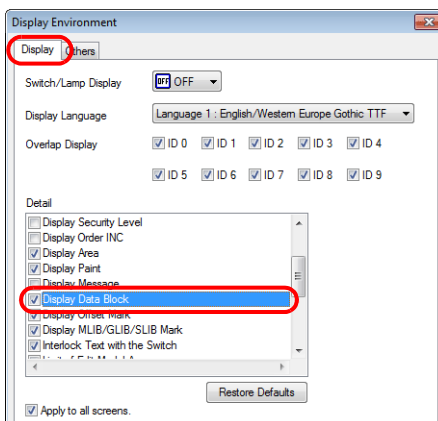 Display Environment
Display Others
Switch/Lamp Display OFF OFF
Display Language Language 1 : English/Western Europe Gothic TTF
Overlap Display ID 0 ID 1 ID 2 ID 3 ID 4
ID 5 ID 6 ID 7 ID 8 ID 9
Detail
Display Security Level
Display Order INC
Display Area
Display Paint
Display Message
Display Data Block
Display Offset Mark
Display MLIB/GLIB/SLIB Mark
Interlock Text with the Switch
Restore Defaults
Apply to all screens.